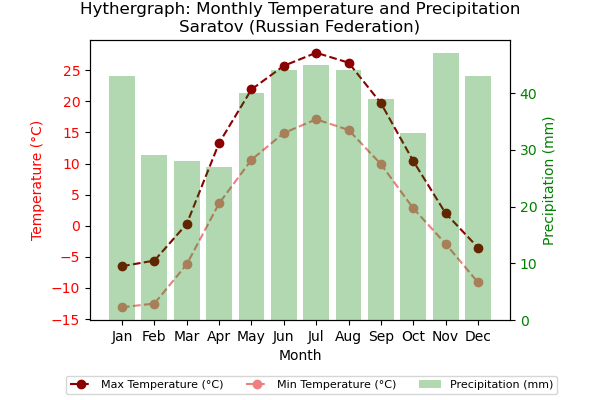 Hythergraph: Monthly Temperature and Precipitation
Saratov (Russian Federation)
Temperature (°C)
25
20
15
10
5
0
−5
−10
−15
40
30
20
10
0
Precipitation (mm)
Jan Feb Mar Apr May Jun Jul Aug Sep Oct Nov Dec
Month
Max Temperature (°C) Min Temperature (°C) Precipitation (mm)